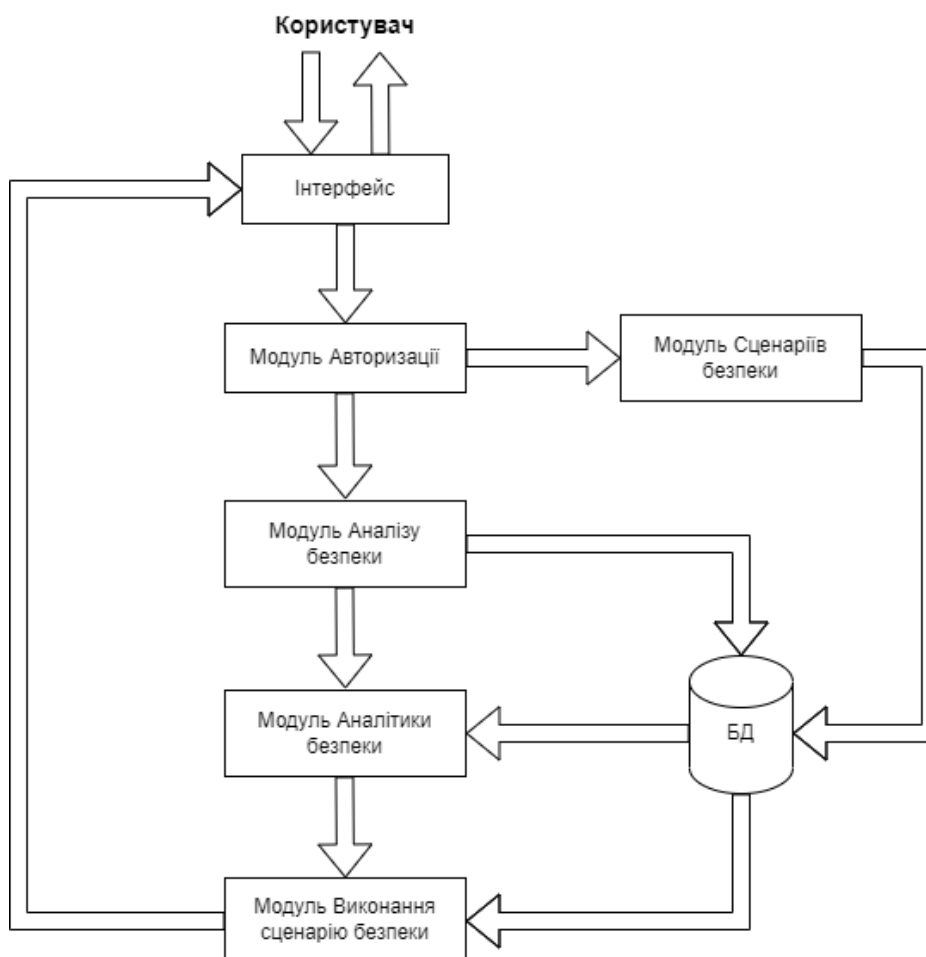 Користувач
Інтерфейс
Модуль Авторизації
Модуль Сценаріїв
безпеки
Модуль Аналізу
безпеки
Модуль Аналітики
безпеки
БД
Модуль Виконання
сценарію безпеки